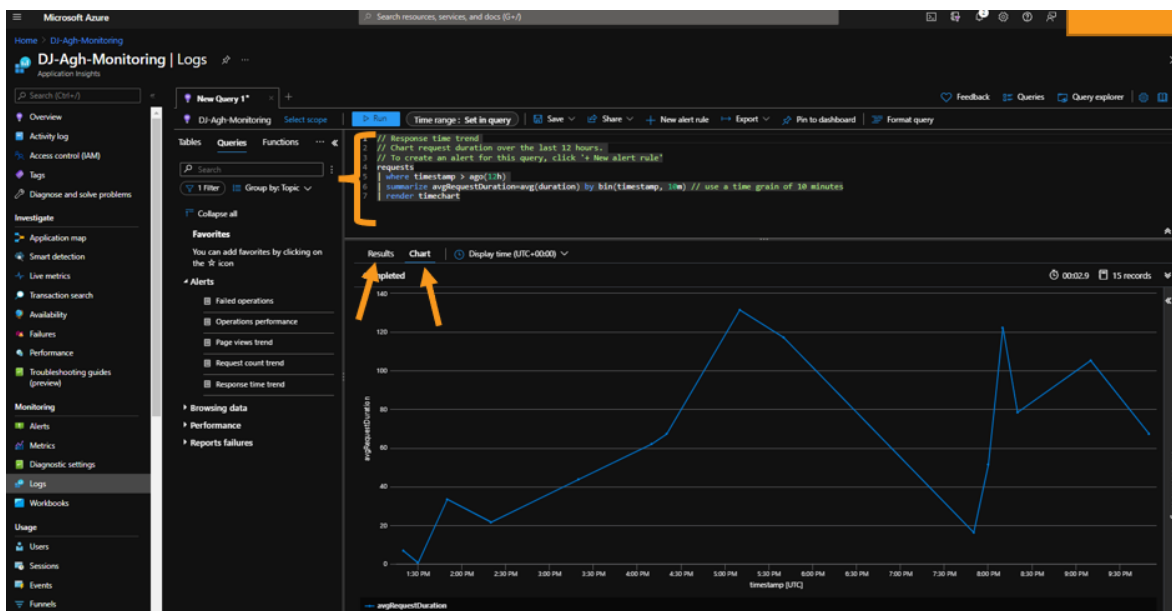 Microsoft Azure
Search resources, services, and docs (G+/)
Home > DJ-Agh-Monitoring
DJ-Agh-Monitoring | Logs
Application Insights
Search (Ctrl+/)
Overview
Activity log
Access control (IAM)
Tags
Diagnose and solve problems
Investigate
Application map
Smart detection
Live metrics
Transaction search
Availability
Failures
Performance
Troubleshooting guides
(preview)
Monitoring
Alerts
Metrics
Diagnostic settings
Logs
Workbooks
Usage
Users
Sessions
Events
Funnels
New Query 1*
Feedback
Queries
Query explorer
DJ-Agh-Monitoring
Select scope
Run
Time range : Set in query
Save
Share
New alert rule
Export
Pin to dashboard
Format query
Tables
Queries
Functions
Search
1 Filter
Group by: Topic
Collapse all
Favorites
You can add favorites by clicking on
the ☆ icon
Alerts
Failed operations
Operations performance
Page views trend
Request count trend
Response time trend
Browsing data
Performance
Reports failures
1 // Response time trend
2 // Chart request duration over the last 12 hours.
3 // To create an alert for this query, click '+ New alert rule'
4 requests
5 | where timestamp > ago(12h)
6 | summarize avgRequestDuration=avg(duration) by bin(timestamp, 10m) // use a time grain of 10 minutes
7 | render timechart
Results
Chart
Display time (UTC+00:00)
00:02.9
15 records
140
120
100
80
60
40
20
0
avgRequestDuration
1:30 PM
2:00 PM
2:30 PM
3:00 PM
3:30 PM
4:00 PM
4:30 PM
5:00 PM
5:30 PM
6:00 PM
6:30 PM
7:00 PM
7:30 PM
8:00 PM
8:30 PM
9:00 PM
9:30 PM
timestamp [UTC]
avgRequestDuration